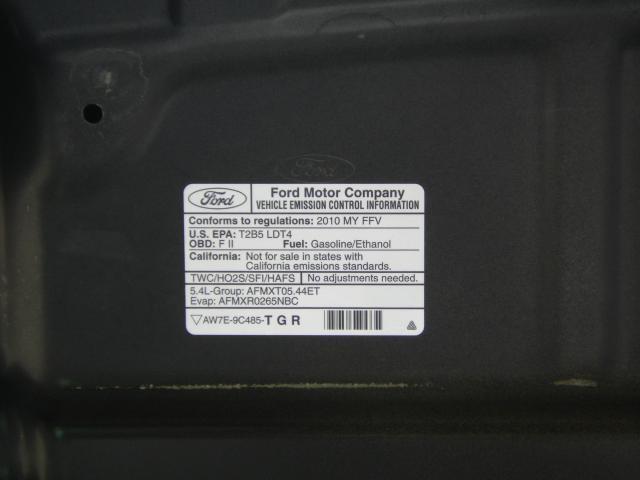 Ford
Ford
Ford Motor Company
VEHICLE EMISSION CONTROL INFORMATION
Conforms to regulations: 2010 MY FFV
U.S. EPA: T2B5 LDT4
OBD: F II Fuel: Gasoline/Ethanol
California: Not for sale in states with
California emissions standards.
TWC/HO2S/SFI/HAFS No adjustments needed.
5.4L-Group: AFMXT05.44ET
Evap: AFMXR0265NBC
AW7E-9C485-TGR